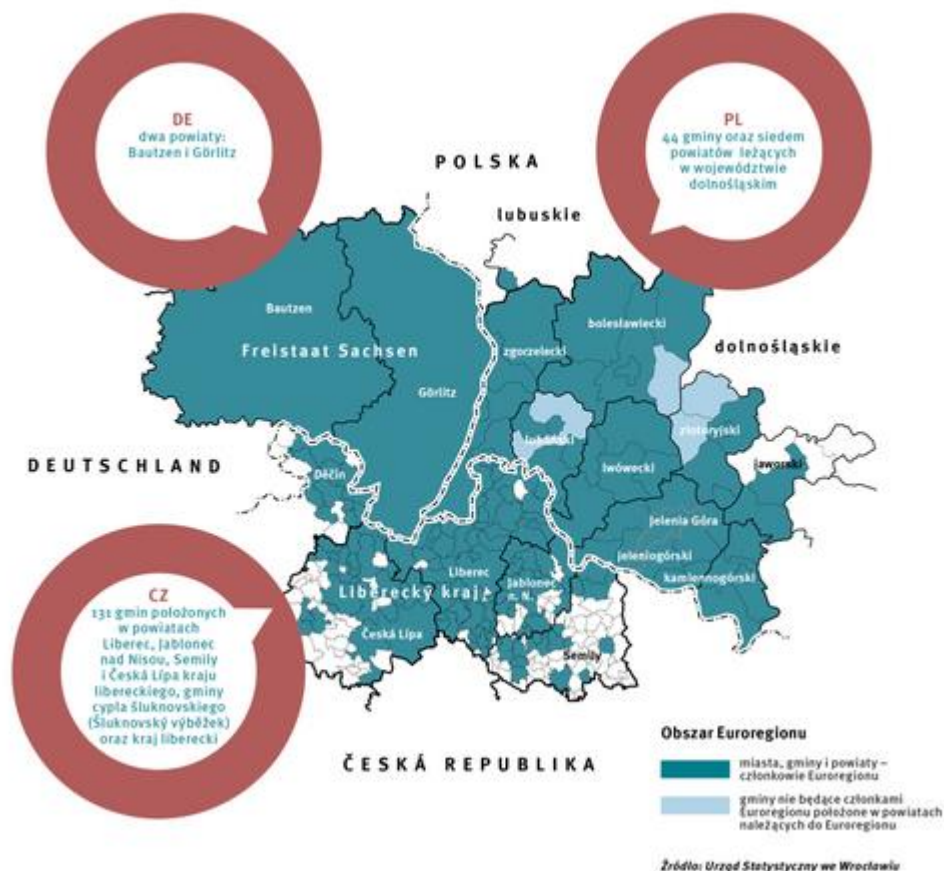 DE
dwa powiaty:
Bautzen i Görlitz
PL
44 gminy oraz siedem
powiatów leżących
w województwie
dolnośląskim
POLSKA
lubuskie
Bautzen
bolesławiecki
Freistaat Sachsen
zgorzelecki
dolnośląskie
Görlitz
lubański
złotoryjski
DEUTSCHLAND
Děčín
lwówecki
jaworski
Jelenia Góra
jeleniogórski
kamiennogórski
Liberec
Liberecký kraj
Jablonec
n. N.
Česká Lípa
Semily
CZ
131 gmin położonych
w powiatach
Liberec, Jablonec
nad Nisou, Semily
i Česká Lípa kraju
libereckiego, gminy
cypla šluknovskiego
(Šluknovský výběžek)
oraz kraj liberecki
ČESKÁ REPUBLIKA
Obszar Euroregionu
miasta, gminy i powiaty –
członkowie Euroregionu
gminy nie będące członkami
Euroregionu położone w powiatach
należących do Euroregionu
Źródło: Urząd Statystyczny we Wrocławiu